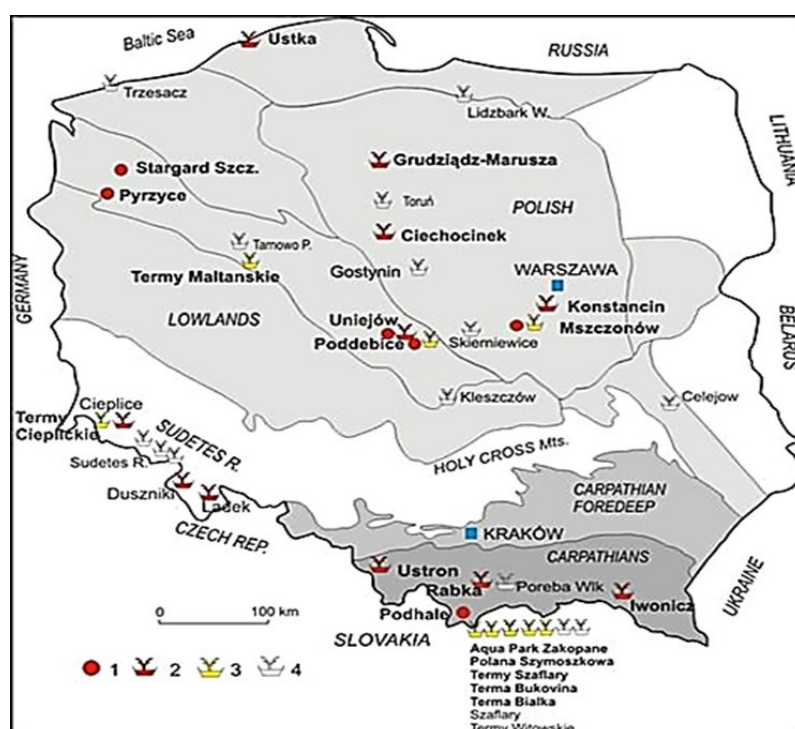 Baltic Sea
Ustka
RUSSIA
Trzesacz
Lidzbark W.
LITHUANIA
Stargard Szcz.
Grudziądz-Marusza
Pyrzyce
Toruń
POLISH
Ciechocinek
Tarnowo P.
Termy Maltanskie
Gostynin
WARSZAWA
GERMANY
LOWLANDS
Uniejów
Konstancin
Mszczonów
Poddebice
Skierniewice
BELARUS
Kleszczów
Celejow
Cieplice
Termy
Cieplickie
SUDETES R.
HOLY CROSS Mts.
Sudetes R.
Duszniki
Ladek
CARPATHIAN
FOREDEEP
CZECH REP.
KRAKÓW
CARPATHIANS
UKRAINE
Ustron
Rabka
Poreba Wlk
Iwonicz
0 100 km
Podhale
SLOVAKIA
1 2 3 4
Aqua Park Zakopane
Polana Szymoszkowa
Termy Szaflary
Terma Bukovina
Terma Bialka
Szaflary
Termy Witowskie